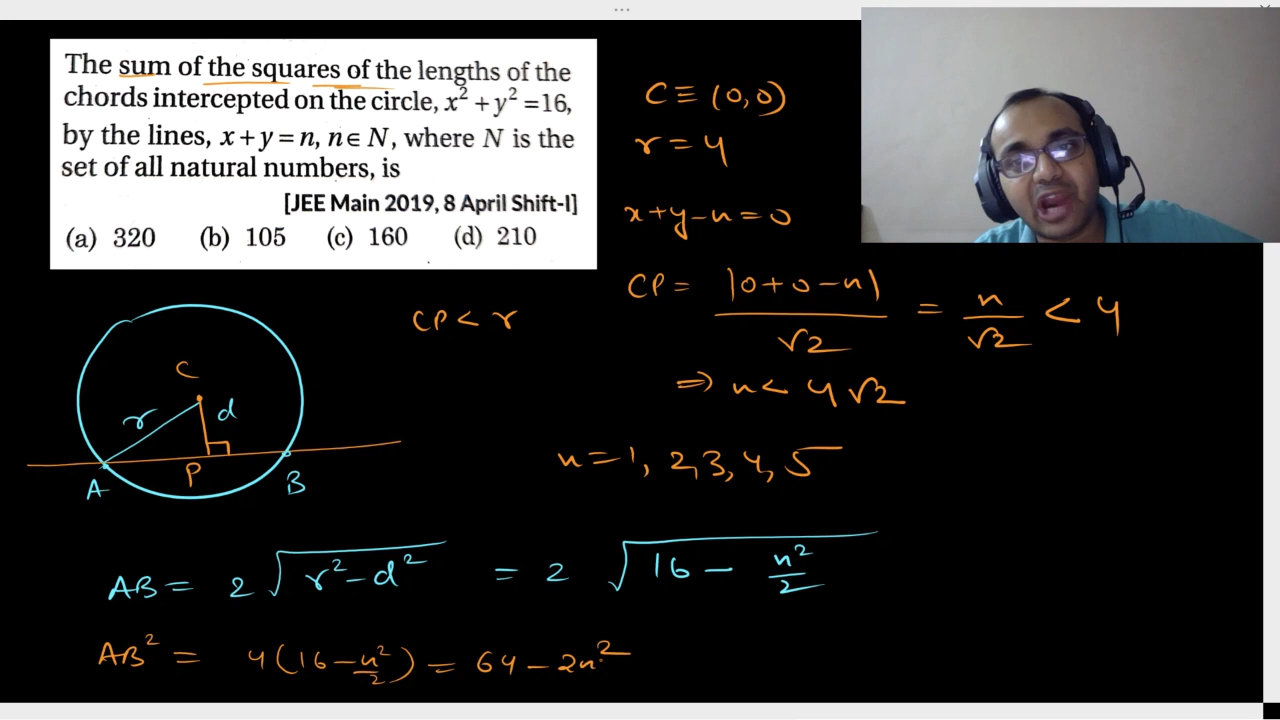 The sum of the squares of the lengths of the
chords intercepted on the circle, x² + y² =16,
by the lines, x + y = n, n ∈ N, where N is the
set of all natural numbers, is
[JEE Main 2019, 8 April Shift-I]
(a) 320 (b) 105 (c) 160 (d) 210
C ≡ (0,0)
r = 4
x+y-n=0
CP = |0+0-n| / √2 = n/√2 < 4
⇒ n < 4√2
n = 1, 2, 3, 4, 5
CP < r
C
r
d
P
A
B
AB = 2 √(r²-d²) = 2 √(16 - n²/2)
AB² = 4(16 - n²/2) = 64 - 2n²